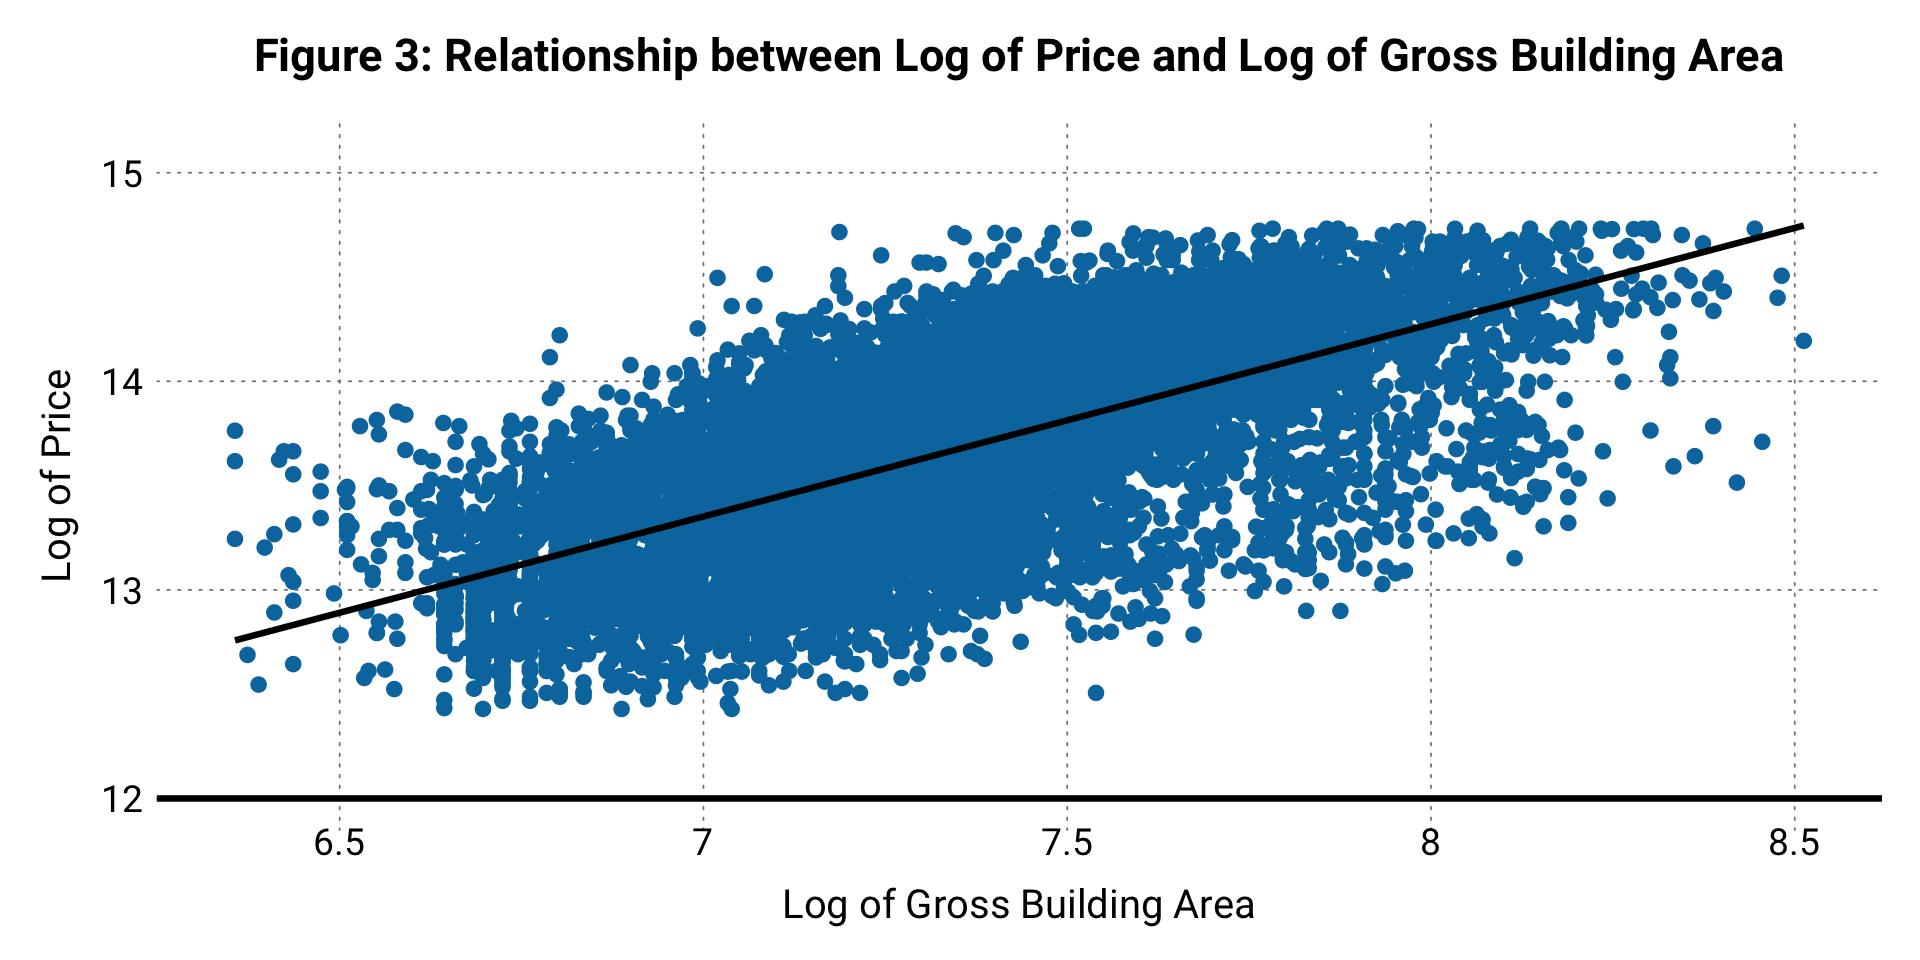 Figure 3: Relationship between Log of Price and Log of Gross Building Area
Log of Price
15
14
13
12
6.5 7 7.5 8 8.5
Log of Gross Building Area